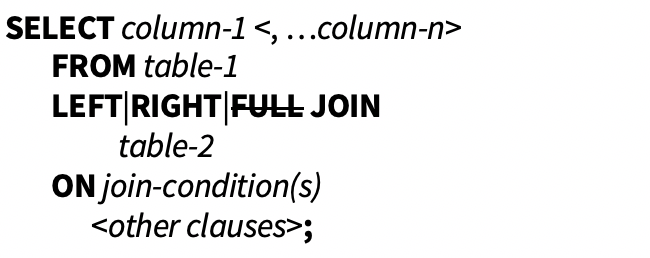 SELECT column-1 <, …column-n>
FROM table-1
LEFT|RIGHT|FULL JOIN
table-2
ON join-condition(s)
<other clauses>;